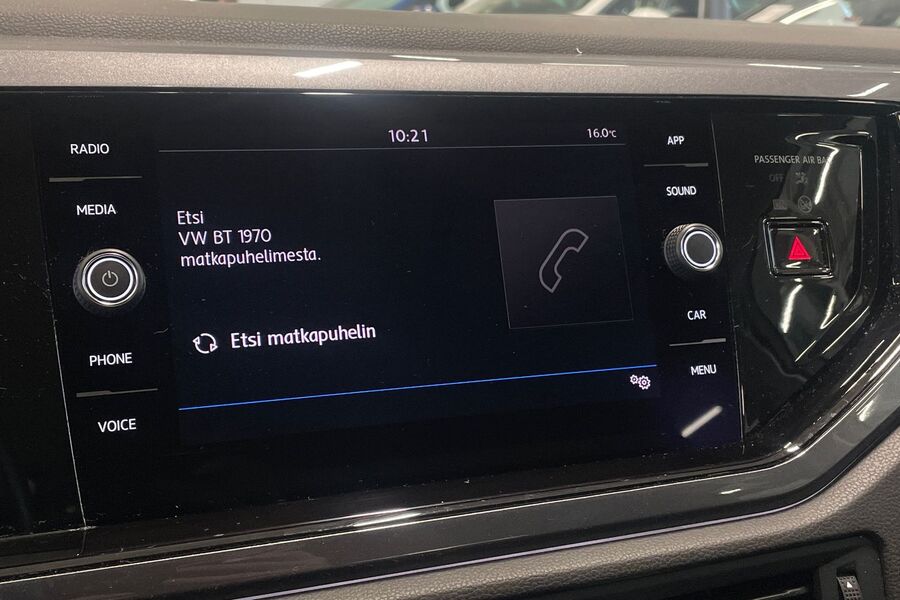 10:21
16.0°C
RADIO
MEDIA
PHONE
VOICE
Etsi
VW BT 1970
matkapuhelimesta.
Etsi matkapuhelin
APP
SOUND
CAR
MENU
PASSENGER AIR BAG
OFF